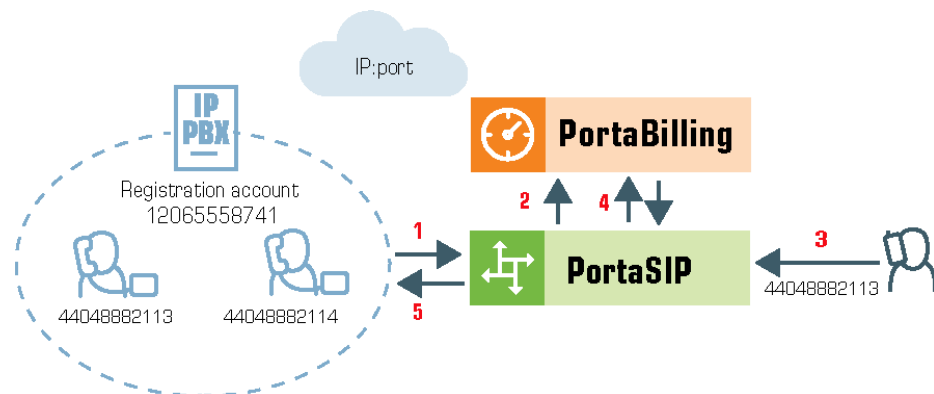 IP:port
IP
PBX
Registration account
12065558741
44048882113
44048882114
1
5
PortaBilling
2
4
PortaSIP
3
44048882113